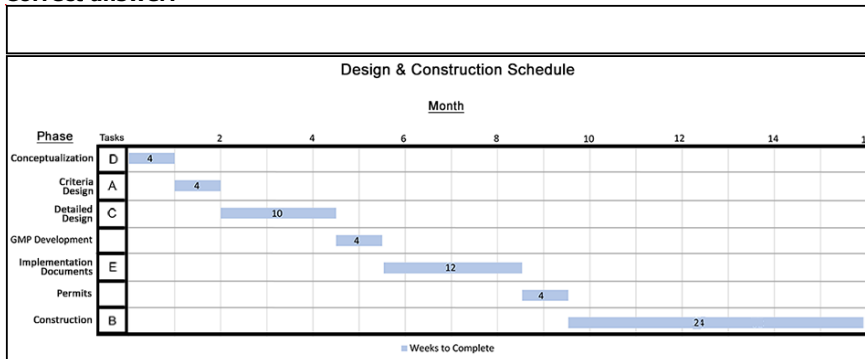 Design & Construction Schedule
Month
Phase Tasks 2 4 6 8 10 12 14
Conceptualization D 4
Criteria
Design A 4
Detailed
Design C 10
GMP Development 4
Implementation
Documents E 12
Permits 4
Construction B 24
Weeks to Complete